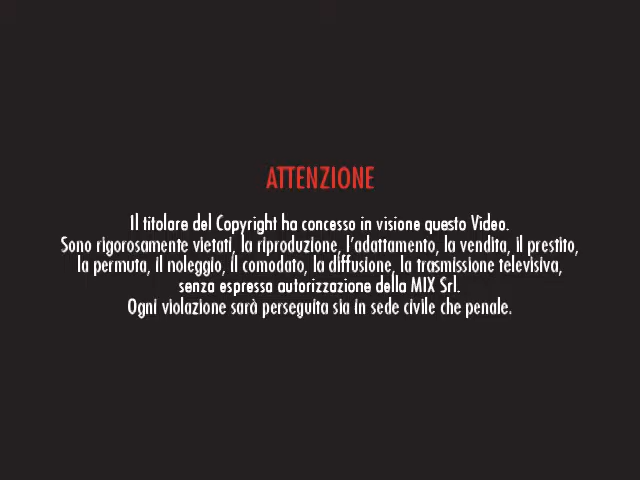 ATTENZIONE
Il titolare del Copyright ha concesso in visione questo Video.
Sono rigorosamente vietati, la riproduzione, l'adattamento, la vendita, il prestito,
la permuta, il noleggio, il comodato, la diffusione, la trasmissione televisiva,
senza espressa autorizzazione della MIX Srl.
Ogni violazione sarà perseguita sia in sede civile che penale.